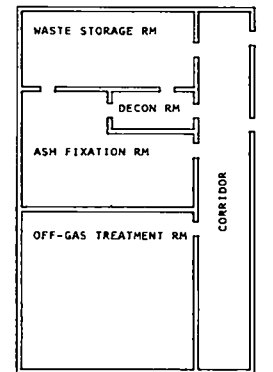 WASTE STORAGE RM
DECON RM
ASH FIXATION RM
CORRIDOR
OFF-GAS TREATMENT RM